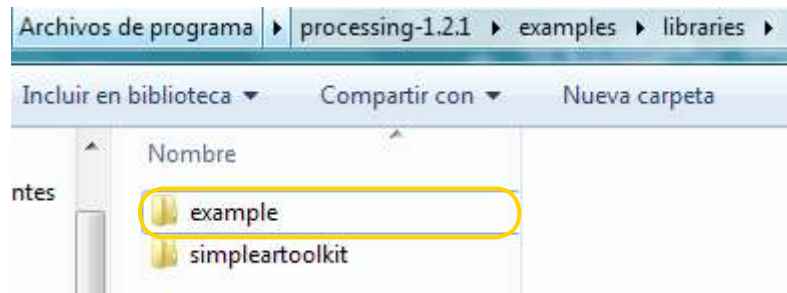 Archivos de programa ▸ processing-1.2.1 ▸ examples ▸ libraries ▸
Incluir en biblioteca ▼ Compartir con ▼ Nueva carpeta
Nombre
ntes
example
simpleartoolkit